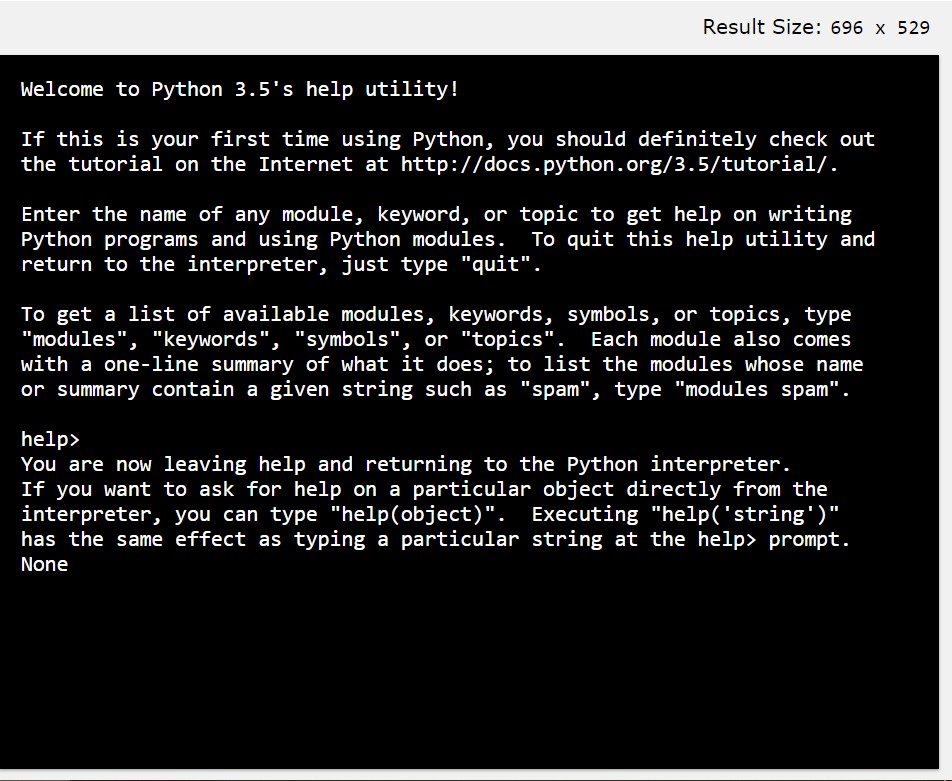 Result Size: 696 x 529
Welcome to Python 3.5's help utility!
If this is your first time using Python, you should definitely check out
the tutorial on the Internet at http://docs.python.org/3.5/tutorial/.
Enter the name of any module, keyword, or topic to get help on writing
Python programs and using Python modules.  To quit this help utility and
return to the interpreter, just type "quit".
To get a list of available modules, keywords, symbols, or topics, type
"modules", "keywords", "symbols", or "topics".  Each module also comes
with a one-line summary of what it does; to list the modules whose name
or summary contain a given string such as "spam", type "modules spam".
help>
You are now leaving help and returning to the Python interpreter.
If you want to ask for help on a particular object directly from the
interpreter, you can type "help(object)".  Executing "help('string')"
has the same effect as typing a particular string at the help> prompt.
None